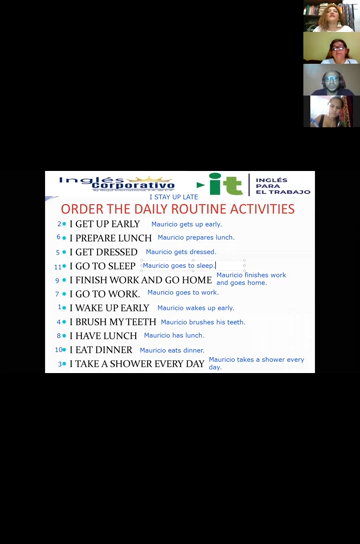 Inglés
Corporativo
it
INGLÉS
PARA
EL TRABAJO
I STAY UP LATE
ORDER THE DAILY ROUTINE ACTIVITIES
2 I GET UP EARLY Mauricio gets up early.
6 I PREPARE LUNCH Mauricio prepares lunch.
5 I GET DRESSED Mauricio gets dressed.
11 I GO TO SLEEP Mauricio goes to sleep.
9 I FINISH WORK AND GO HOME Mauricio finishes work
and goes home.
7 I GO TO WORK. Mauricio goes to work.
1 I WAKE UP EARLY Mauricio wakes up early.
4 I BRUSH MY TEETH Mauricio brushes his teeth.
8 I HAVE LUNCH Mauricio has lunch.
10 I EAT DINNER Mauricio eats dinner.
3 I TAKE A SHOWER EVERY DAY Mauricio takes a shower every
day.